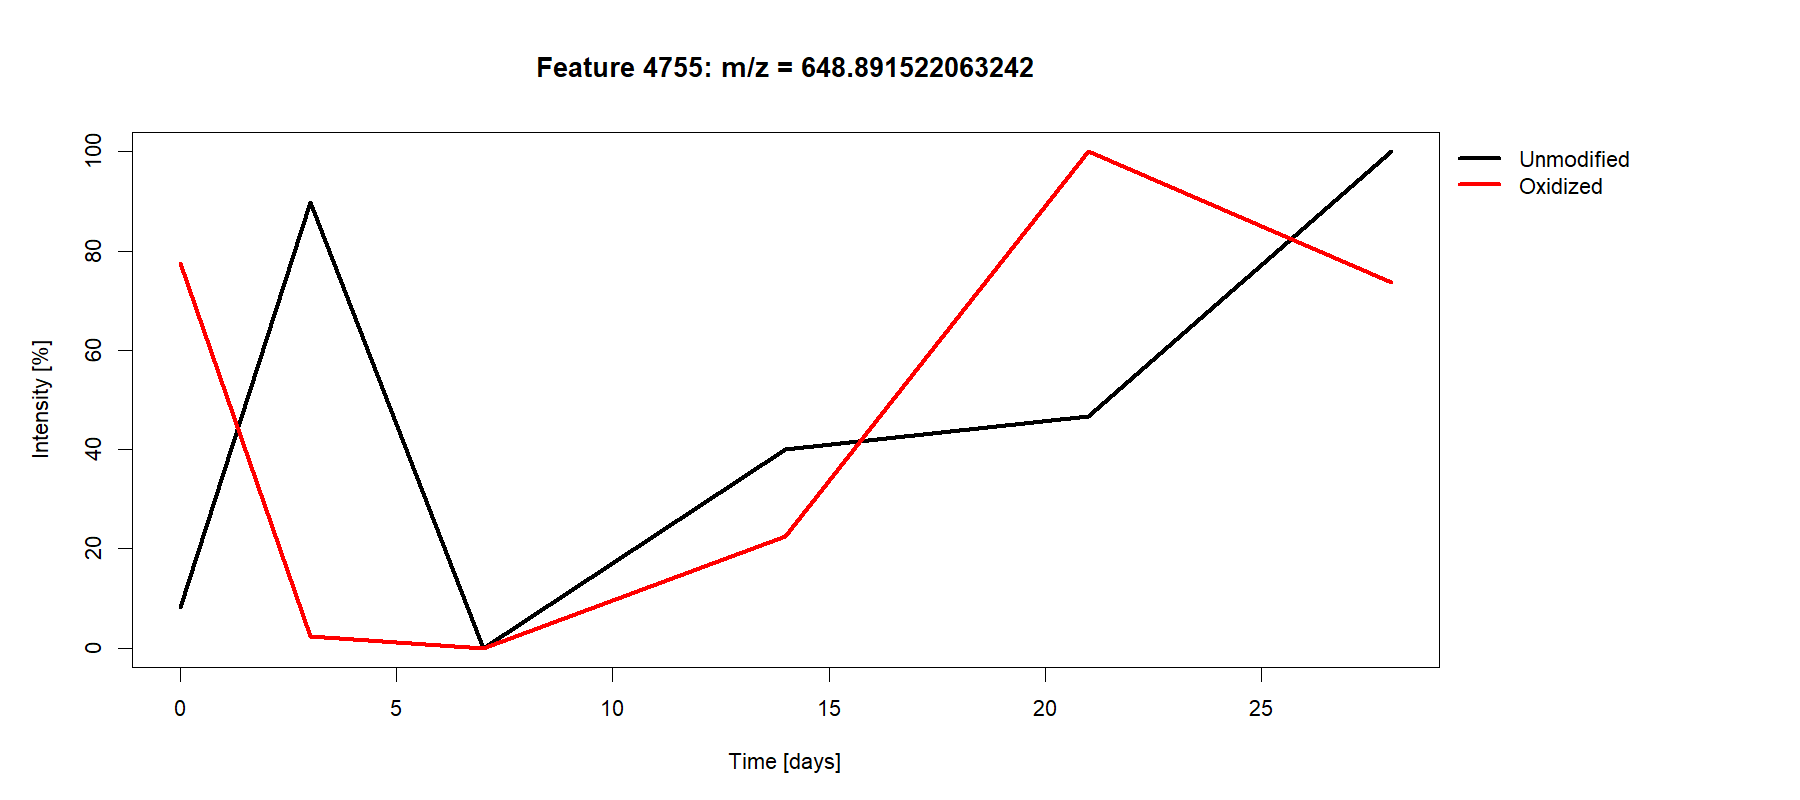 Feature 4755: m/z = 648.891522063242
Unmodified
Oxidized
Intensity [%]
100
80
60
40
20
0
0 5 10 15 20 25
Time [days]